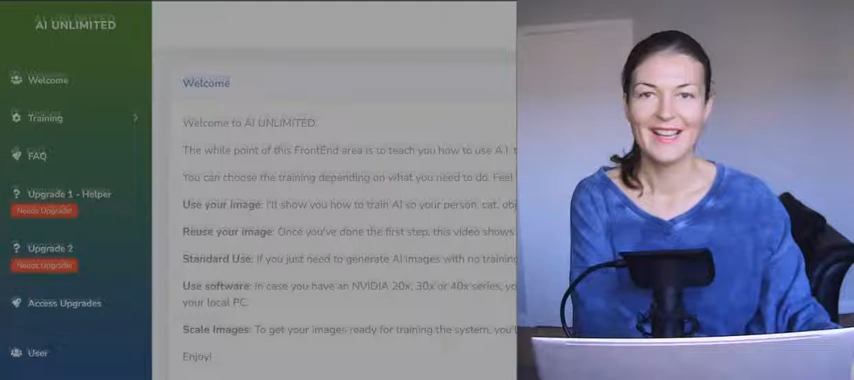 AI UNLIMITED
Welcome
Training
FAQ
Upgrade 1 - Helper
Needs Upgrade!
Upgrade 2
Needs Upgrade!
Access Upgrades
User
Welcome
Welcome to AI UNLIMITED.
The while point of this FrontEnd area is to teach you how to use A.I.
You can choose the training depending on what you need to do. Feel
Use your image: I'll show you how to train AI so your person, cat, obj
Reuse your image: Once you've done the first step, this video shows
Standard Use: If you just need to generate AI images with no training
Use software: In case you have an NVIDIA 20x, 30x or 40x series, yo
your local PC.
Scale Images: To get your images ready for training the system, you'l
Enjoy!